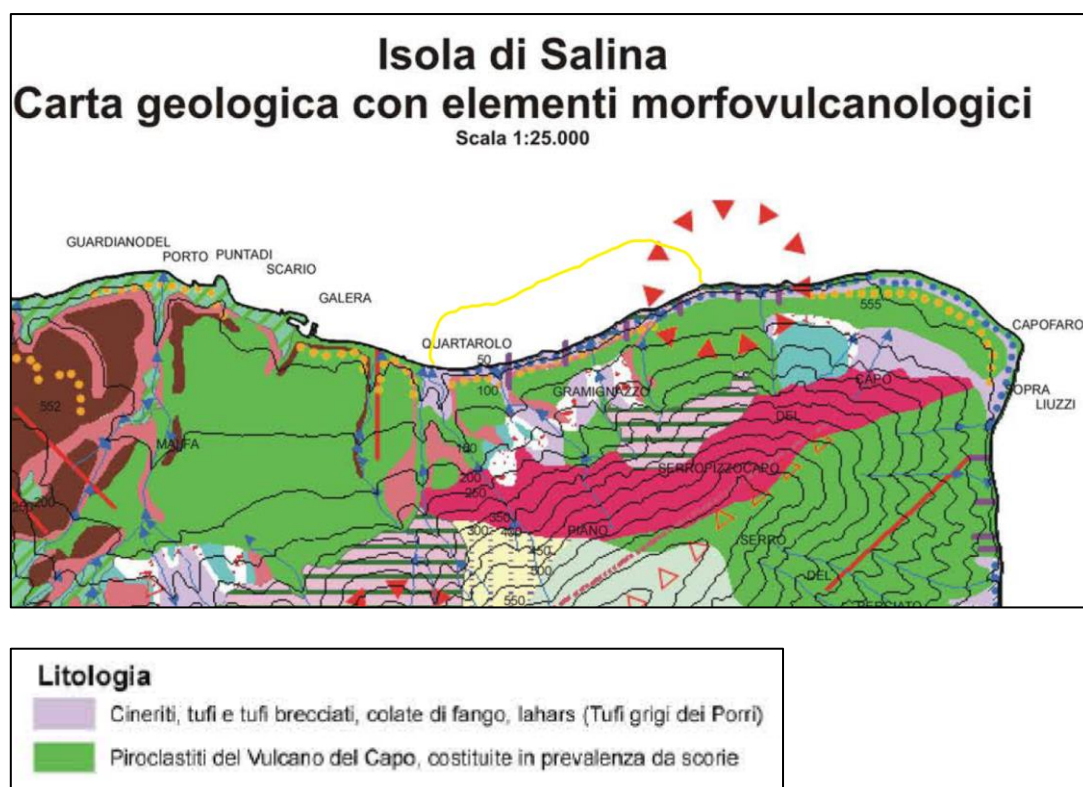 Isola di Salina
Carta geologica con elementi morfovulcanologici
Scala 1:25.000
GUARDIANODEL
PORTO
PUNTADI
SCARIO
GALERA
QUARTAROLO
50
100
GRAMIGNAZZO
555
CAPOFARO
CAPO
SOPRA
LIUZZI
DEL
552
MALFA
200
250
SERROPIZZOCAPO
350
300
PIANO
450
500
550
SERRO
DEL
PERCIATO
Litologia
Cineriti, tufi e tufi brecciati, colate di fango, lahars (Tufi grigi dei Porri)
Piroclastiti del Vulcano del Capo, costituite in prevalenza da scorie